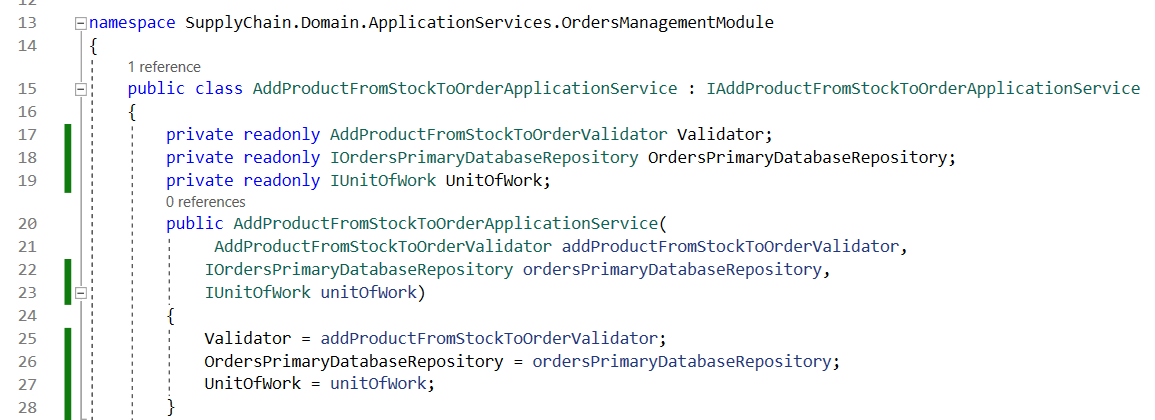 12
13 namespace SupplyChain.Domain.ApplicationServices.OrdersManagementModule
14 {
1 reference
15 public class AddProductFromStockToOrderApplicationService : IAddProductFromStockToOrderApplicationService
16 {
17 private readonly AddProductFromStockToOrderValidator Validator;
18 private readonly IOrdersPrimaryDatabaseRepository OrdersPrimaryDatabaseRepository;
19 private readonly IUnitOfWork UnitOfWork;
0 references
20 public AddProductFromStockToOrderApplicationService(
21 AddProductFromStockToOrderValidator addProductFromStockToOrderValidator,
22 IOrdersPrimaryDatabaseRepository ordersPrimaryDatabaseRepository,
23 IUnitOfWork unitOfWork)
24 {
25 Validator = addProductFromStockToOrderValidator;
26 OrdersPrimaryDatabaseRepository = ordersPrimaryDatabaseRepository;
27 UnitOfWork = unitOfWork;
28 }